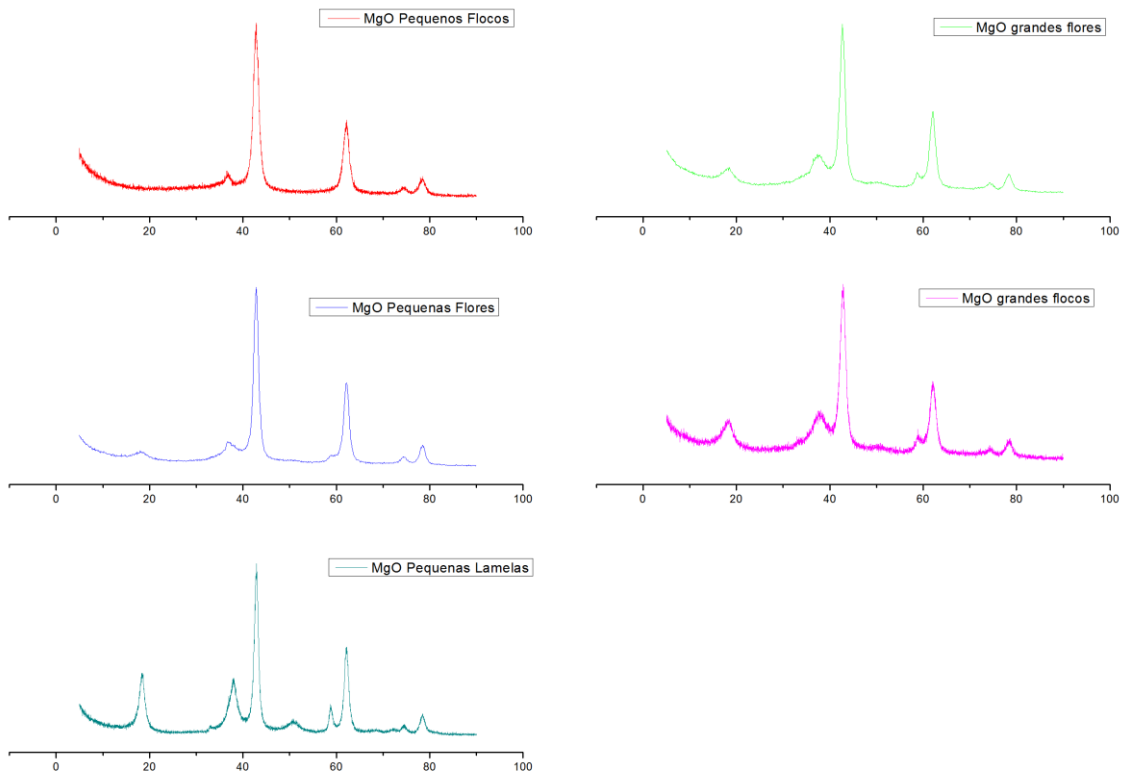 MgO Pequenos Flocos
0 20 40 60 80 100
MgO grandes flores
0 20 40 60 80 100
MgO Pequenas Flores
0 20 40 60 80 100
MgO grandes flocos
0 20 40 60 80 100
MgO Pequenas Lamelas
0 20 40 60 80 100